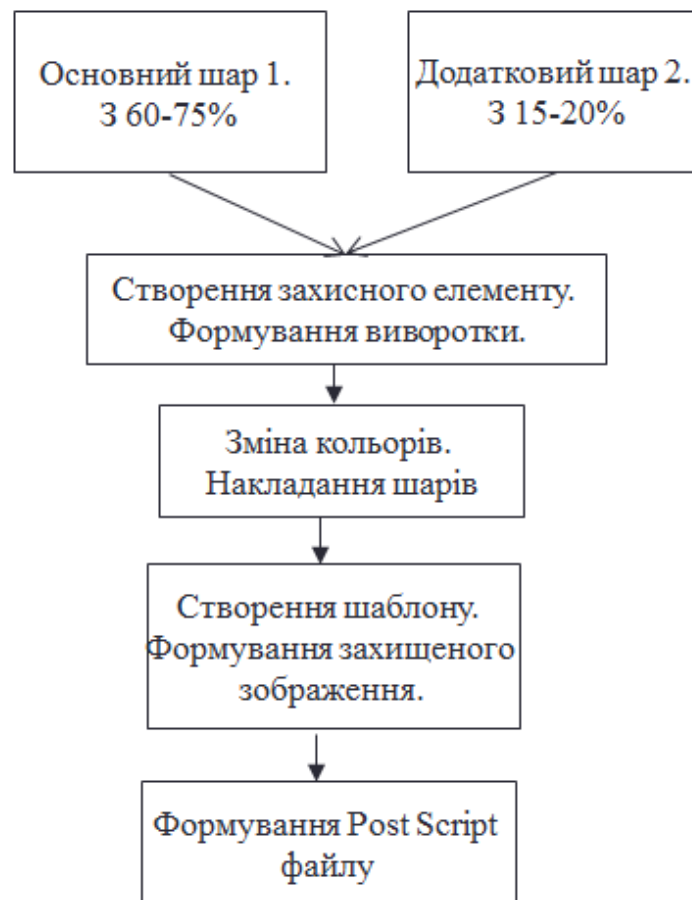 Основний шар 1.
З 60-75%
Додатковий шар 2.
З 15-20%
Створення захисного елементу.
Формування виворотки.
Зміна кольорів.
Накладання шарів
Створення шаблону.
Формування захищеного
зображення.
Формування Post Script
файлу